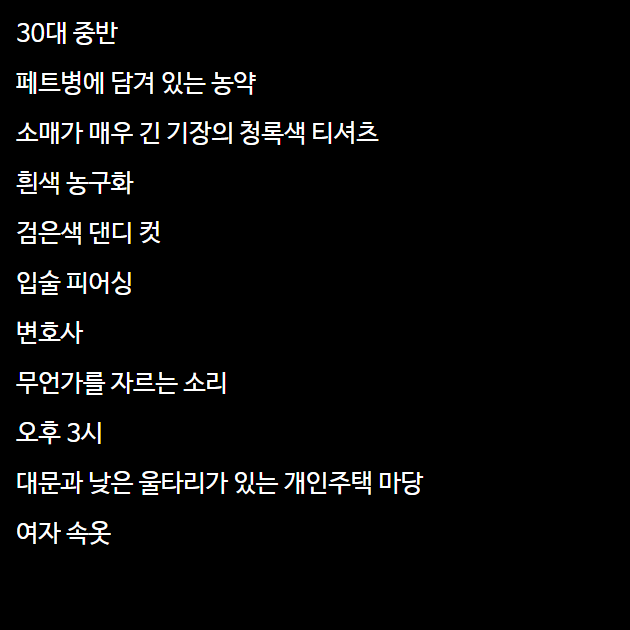 30대 중반
페트병에 담겨 있는 농약
소매가 매우 긴 기장의 청록색 티셔츠
흰색 농구화
검은색 댄디 컷
입술 피어싱
변호사
무언가를 자르는 소리
오후 3시
대문과 낮은 울타리가 있는 개인주택 마당
여자 속옷